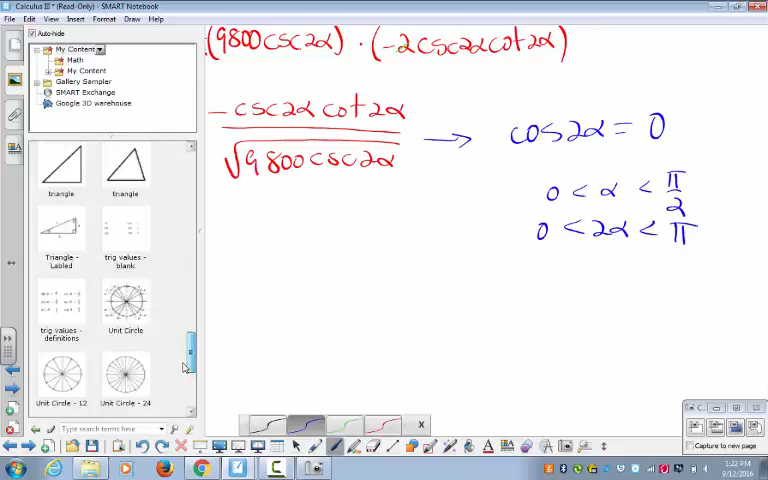 Calculus III * (Read-Only) - SMART Notebook
File Edit View Insert Format Draw Help
Auto-hide
My Content
Math
My Content
Gallery Sampler
SMART Exchange
Google 3D warehouse
triangle triangle
Triangle - Labled trig values - blank
trig values - definitions Unit Circle
Unit Circle - 12 Unit Circle - 24
Type search terms here
(9800csc2α) · (-2csc2αcot2α)
-csc2α cot2α
√9800csc2α → cos2α = 0
0 < α < π/2
0 < 2α < π
C...
Capture to new page
1:22 PM
9/12/2016